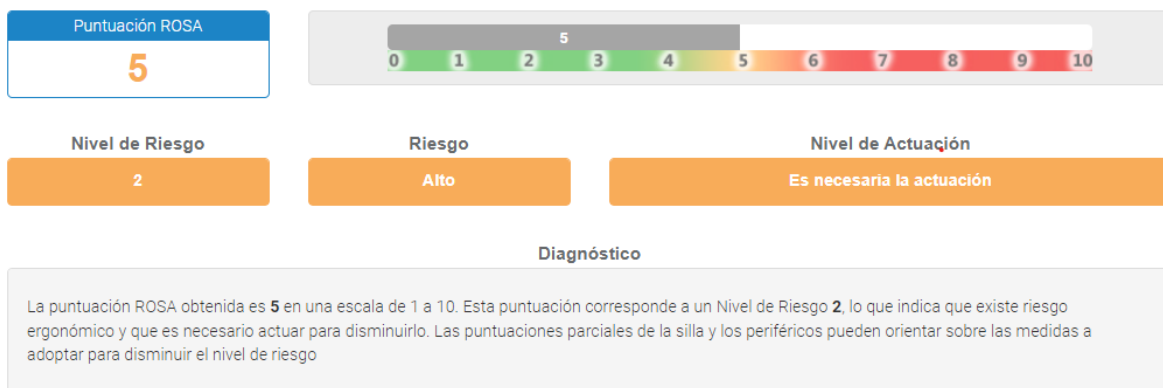 Puntuación ROSA
5
5
0 1 2 3 4 5 6 7 8 9 10
Nivel de Riesgo
Riesgo
Nivel de Actuación
2
Alto
Es necesaria la actuación
Diagnóstico
La puntuación ROSA obtenida es 5 en una escala de 1 a 10. Esta puntuación corresponde a un Nivel de Riesgo 2, lo que indica que existe riesgo
ergonómico y que es necesario actuar para disminuirlo. Las puntuaciones parciales de la silla y los periféricos pueden orientar sobre las medidas a
adoptar para disminuir el nivel de riesgo